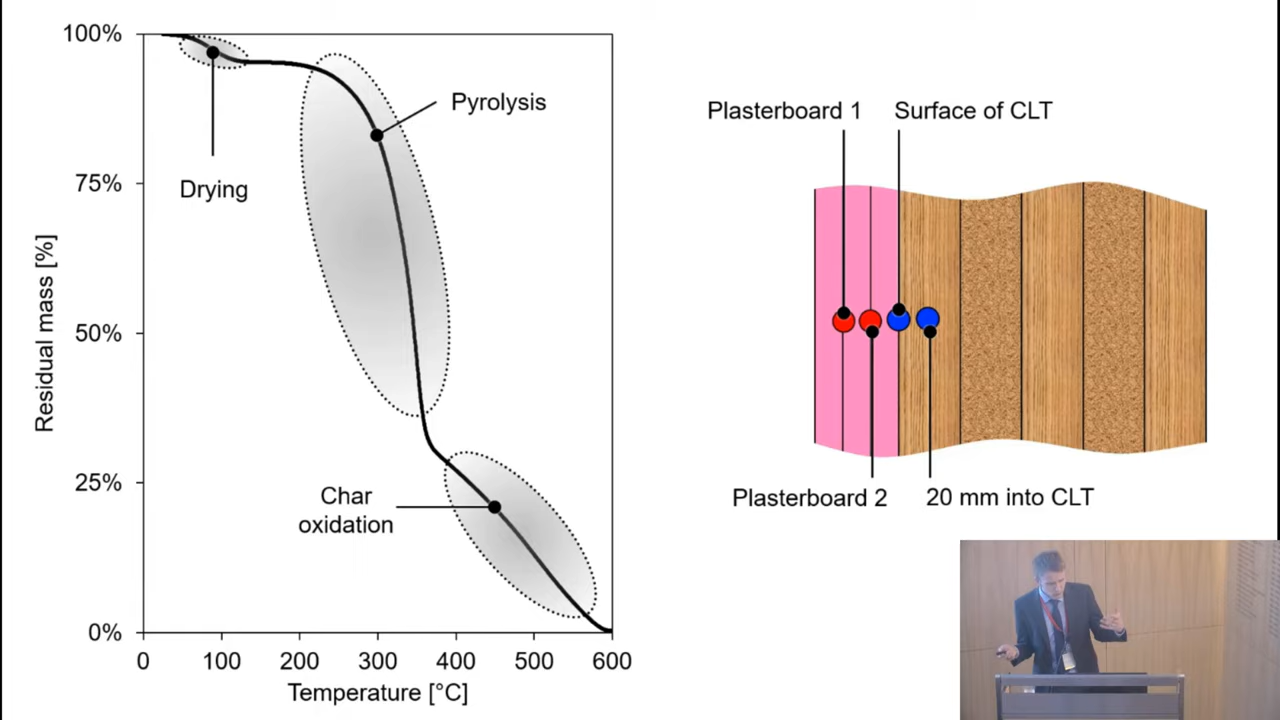 100%
75%
50%
25%
0%
Residual mass [%]
0 100 200 300 400 500 600
Temperature [°C]
Drying
Pyrolysis
Char
oxidation
Plasterboard 1
Surface of CLT
Plasterboard 2
20 mm into CLT